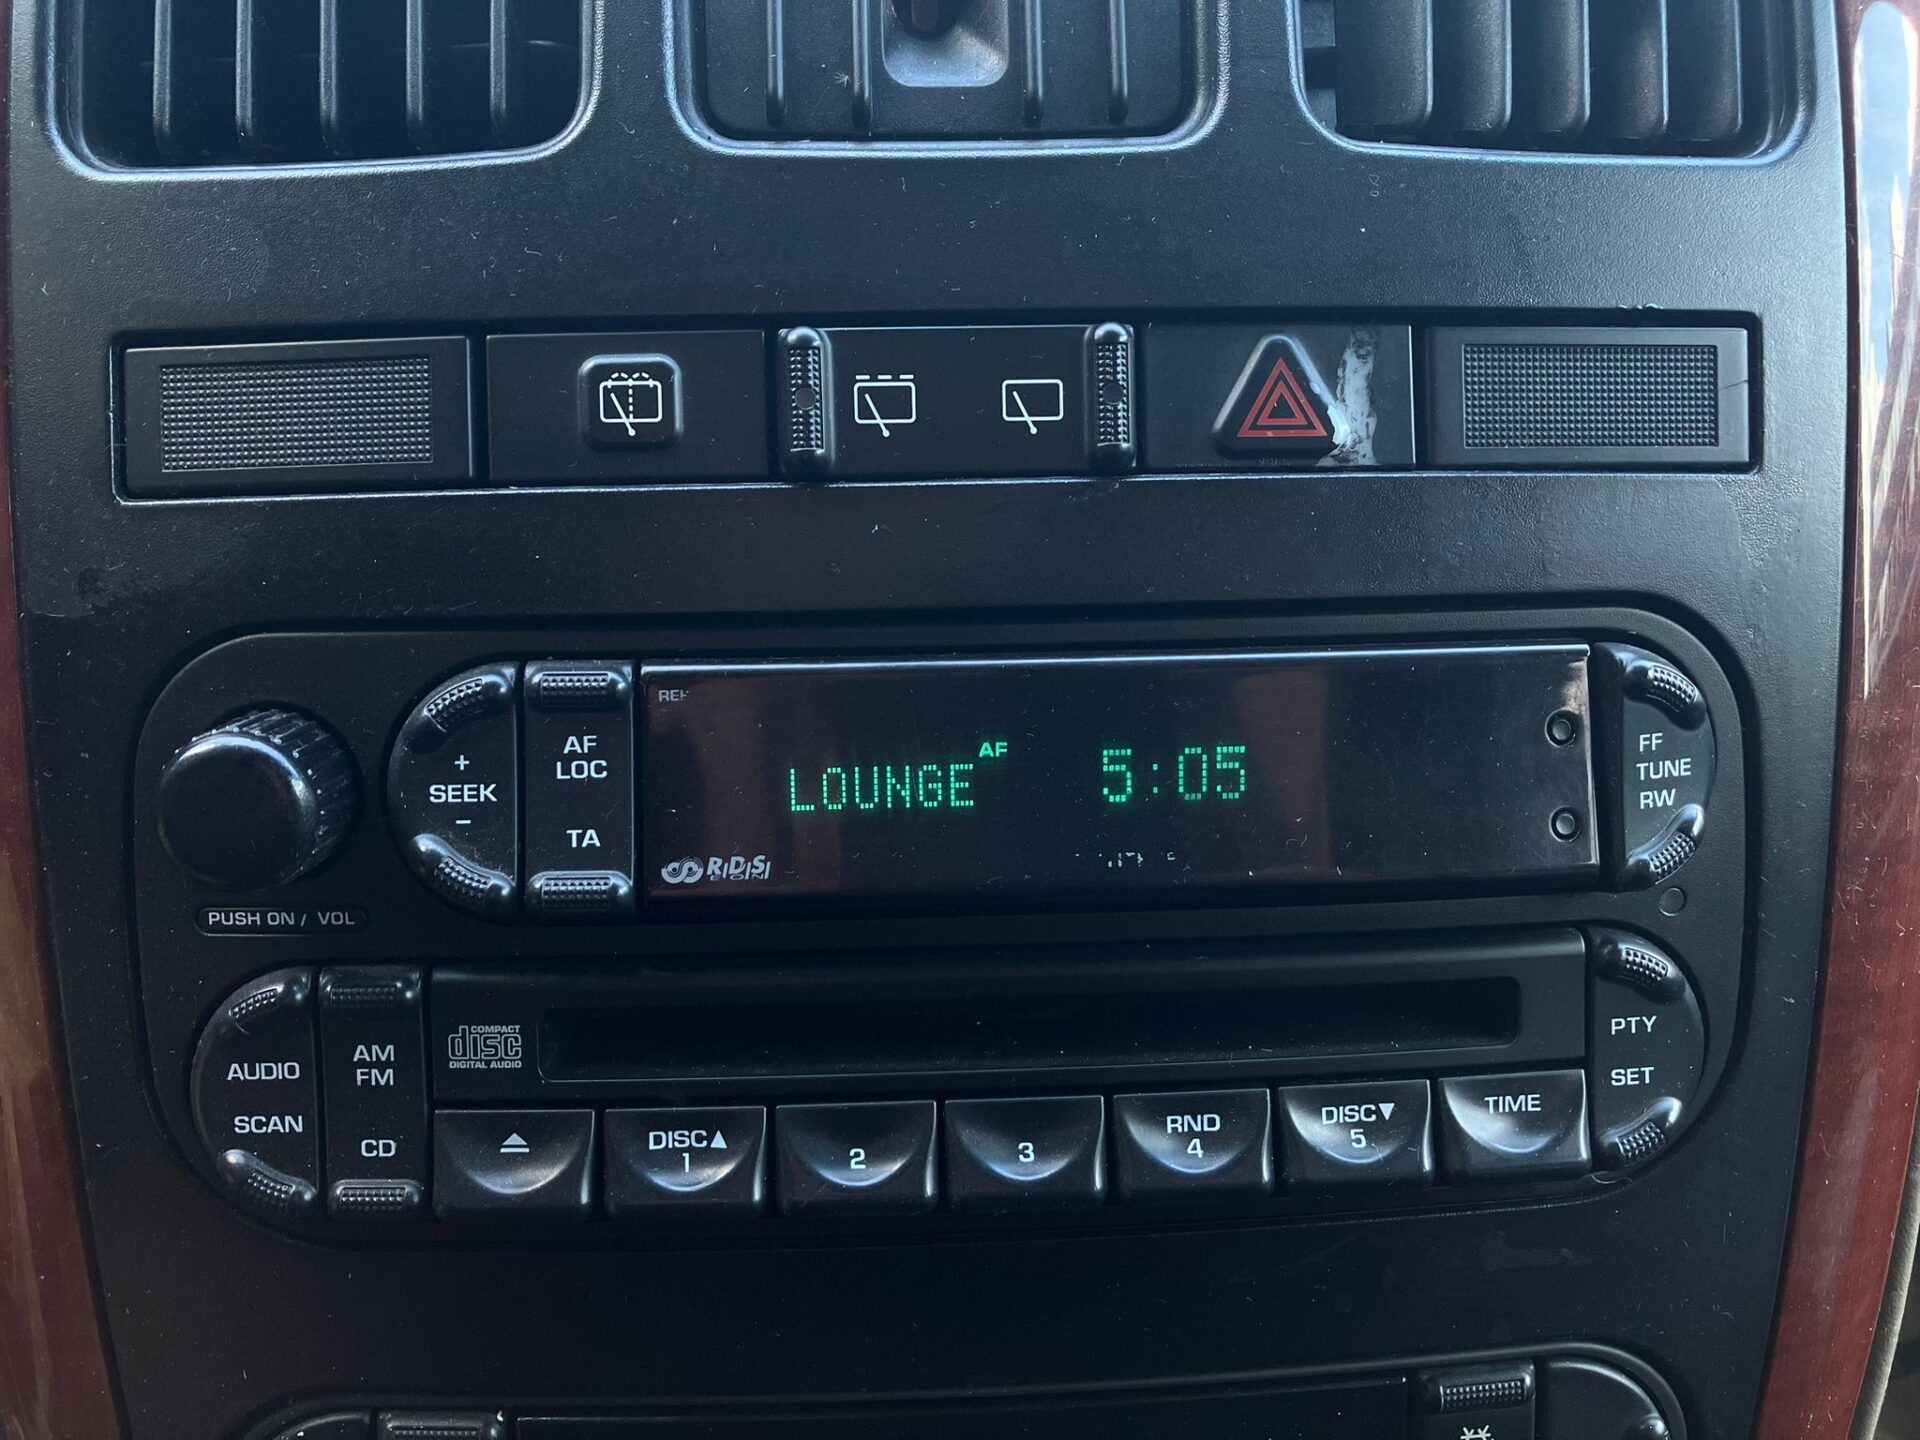 LOUNGE AF 5:05
RDS
+
SEEK
−
AF
LOC
TA
FF
TUNE
RW
PUSH ON / VOL
AUDIO
SCAN
AM
FM
CD
COMPACT
disc
DIGITAL AUDIO
DISC▲
1
2
3
RND
4
DISC▼
5
TIME
PTY
SET